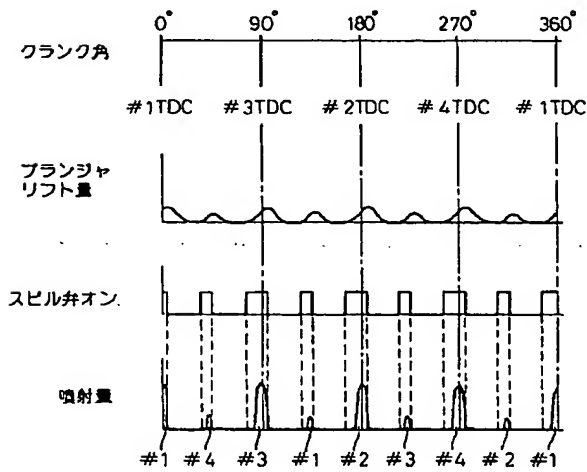 0° 90° 180° 270° 360°
クランク角
#1TDC #3TDC #2TDC #4TDC #1TDC
プランジャ
リフト量
スピル弁オン
噴射量
#1 #4 #3 #1 #2 #3 #4 #2 #1